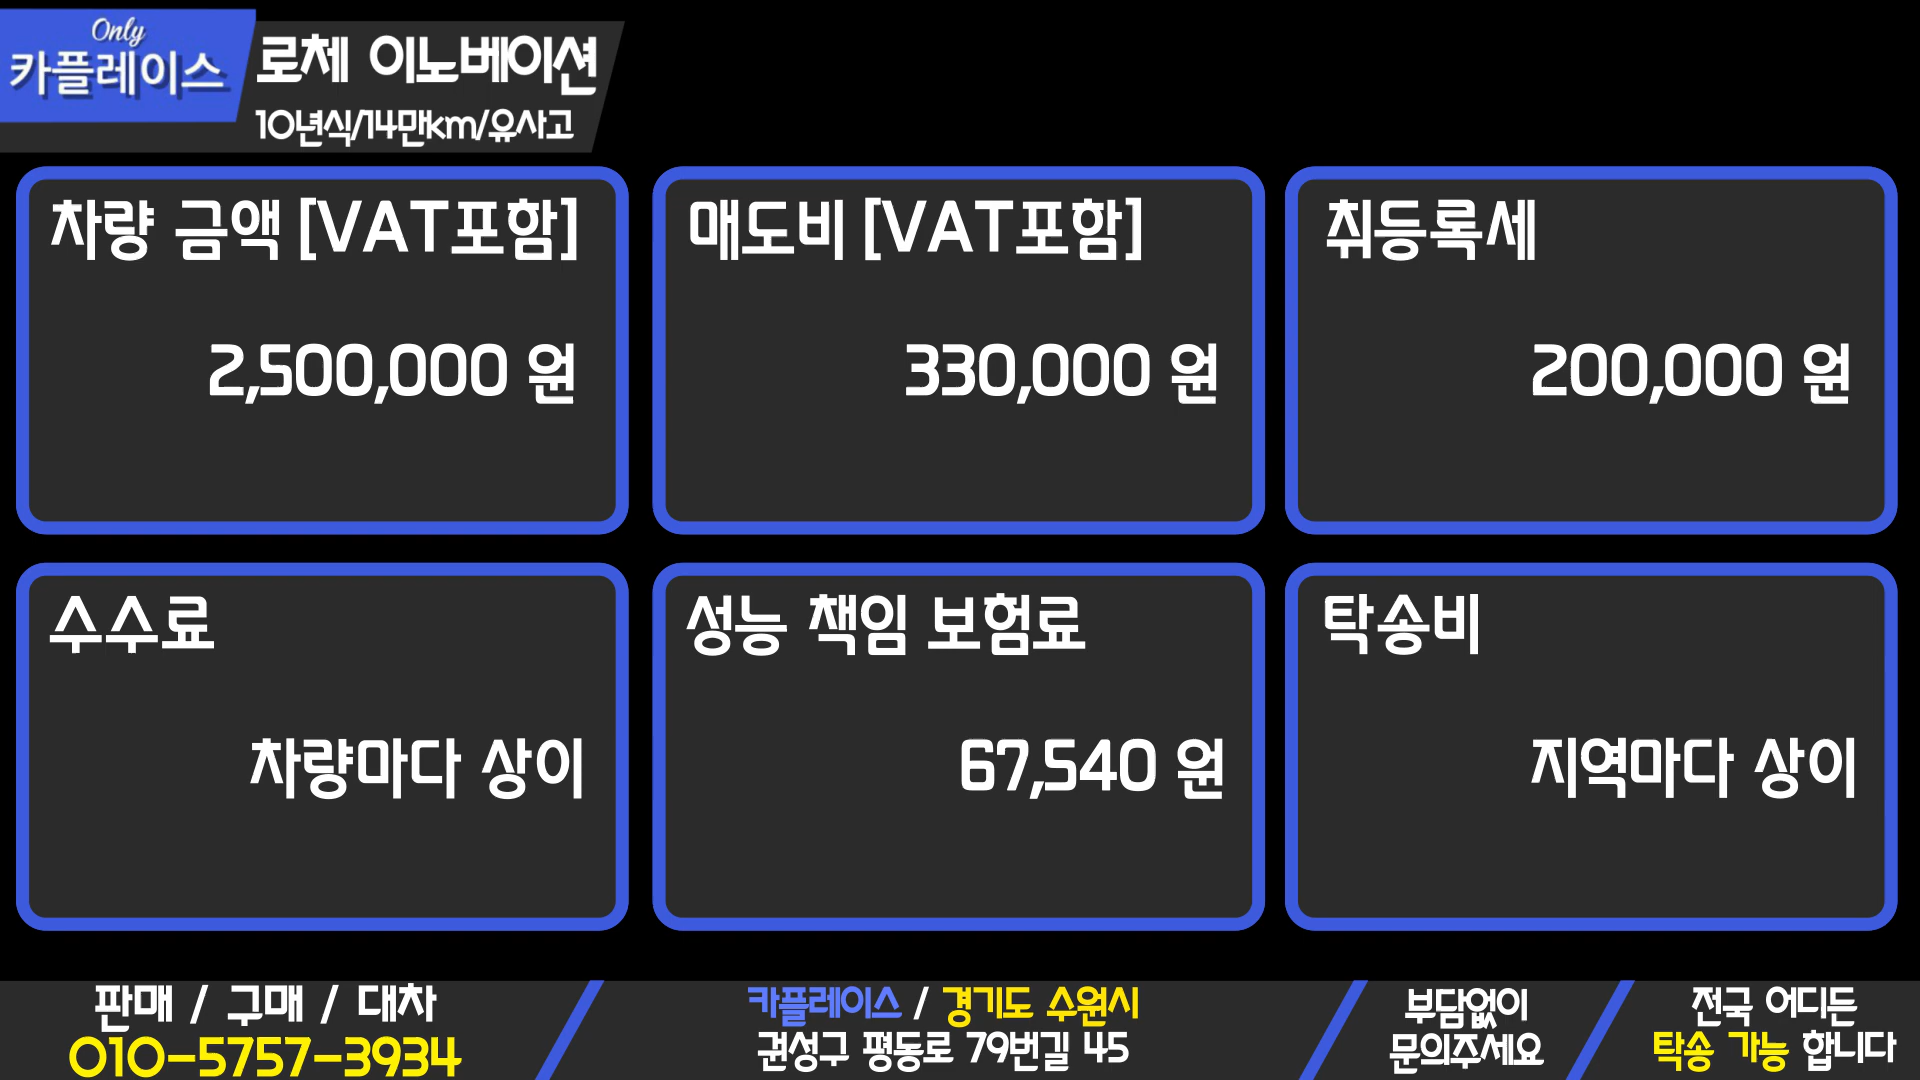 Only
카플레이스
로체 이노베이션
10년식/14만km/유사고
차량 금액 [VAT포함]
2,500,000 원
매도비 [VAT포함]
330,000 원
취등록세
200,000 원
수수료
차량마다 상이
성능 책임 보험료
67,540 원
탁송비
지역마다 상이
판매 / 구매 / 대차
010-5757-3934
카플레이스 / 경기도 수원시
권성구 평동로 79번길 45
부담없이
문의주세요
전국 어디든
탁송 가능 합니다